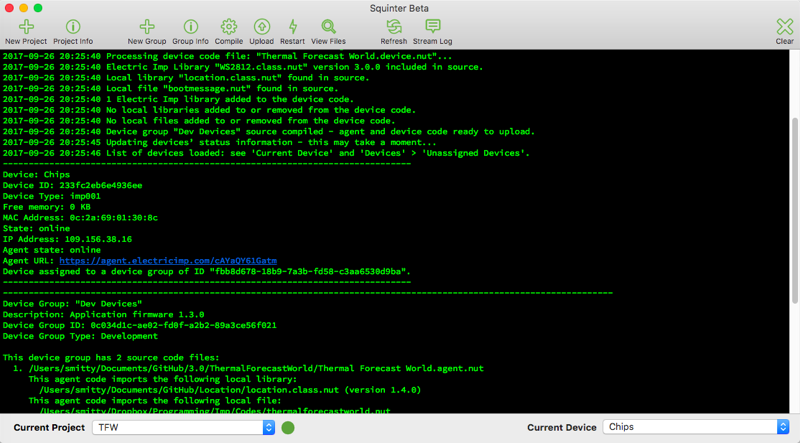 Squinter Beta
New Project Project Info New Group Group Info Compile Upload Restart View Files Refresh Stream Log Clear
2017-09-26 20:25:40 Processing device code file: "Thermal Forecast World.device.nut"...
2017-09-26 20:25:40 Electric Imp Library "WS2812.class.nut" version 3.0.0 included in source.
2017-09-26 20:25:40 Local library "location.class.nut" found in source.
2017-09-26 20:25:40 Local file "bootmessage.nut" found in source.
2017-09-26 20:25:40 1 Electric Imp library added to the device code.
2017-09-26 20:25:40 No local libraries added to or removed from the device code.
2017-09-26 20:25:40 No local files added to or removed from the device code.
2017-09-26 20:25:40 Device group "Dev Devices" source compiled - agent and device code ready to upload.
2017-09-26 20:25:45 Updating devices' status information - this may take a moment...
2017-09-26 20:25:46 List of devices loaded: see 'Current Device' and 'Devices' > 'Unassigned Devices'.
--------------------------------------------------------------------------------
Device: Chips
Device ID: 233fc2eb6e4936ee
Device Type: imp001
Free memory: 0 KB
MAC Address: 0c:2a:69:01:30:8c
State: online
IP Address: 109.156.38.16
Agent state: online
Agent URL: https://agent.electricimp.com/cAYaQY61Gatm
Device assigned to a device group of ID "fbb8d678-18b9-7a3b-fd58-c3aa6530d9ba".
--------------------------------------------------------------------------------
------------------------------------------------------------------------------------------------------------------------
Device Group: "Dev Devices"
Description: Application firmware 1.3.0
Device Group ID: 0c034d1c-ae02-fd0f-a2b2-89a3ce56f021
Device Group Type: Development
This device group has 2 source code files:
1. /Users/smitty/Documents/GitHub/3.0/ThermalForecastWorld/Thermal Forecast World.agent.nut
This agent code imports the following local library:
/Users/smitty/Documents/GitHub/Location/location.class.nut (version 1.4.0)
This agent code imports the following local file:
/Users/smitty/Dropbox/Programming/Imp/Codes/thermalforecastworld.nut
Current Project TFW Current Device Chips